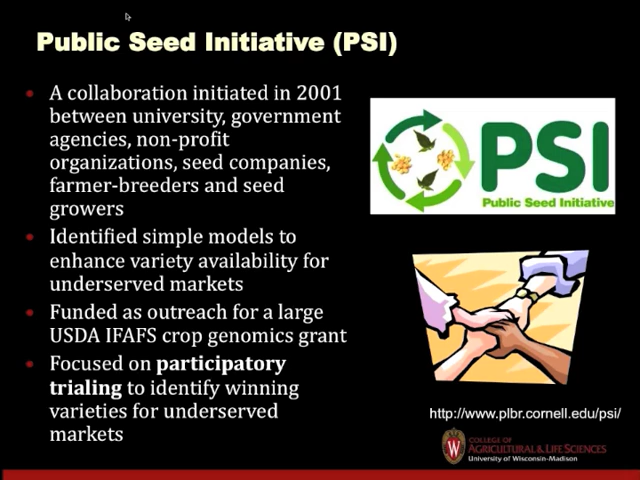 Public Seed Initiative (PSI)
• A collaboration initiated in 2001
between university, government
agencies, non-profit
organizations, seed companies,
farmer-breeders and seed
growers
• Identified simple models to
enhance variety availability for
underserved markets
• Funded as outreach for a large
USDA IFAFS crop genomics grant
• Focused on participatory
trialing to identify winning
varieties for underserved
markets
PSI
Public Seed Initiative
http://www.plbr.cornell.edu/psi/
W
COLLEGE OF
AGRICULTURAL & LIFE SCIENCES
University of Wisconsin-Madison